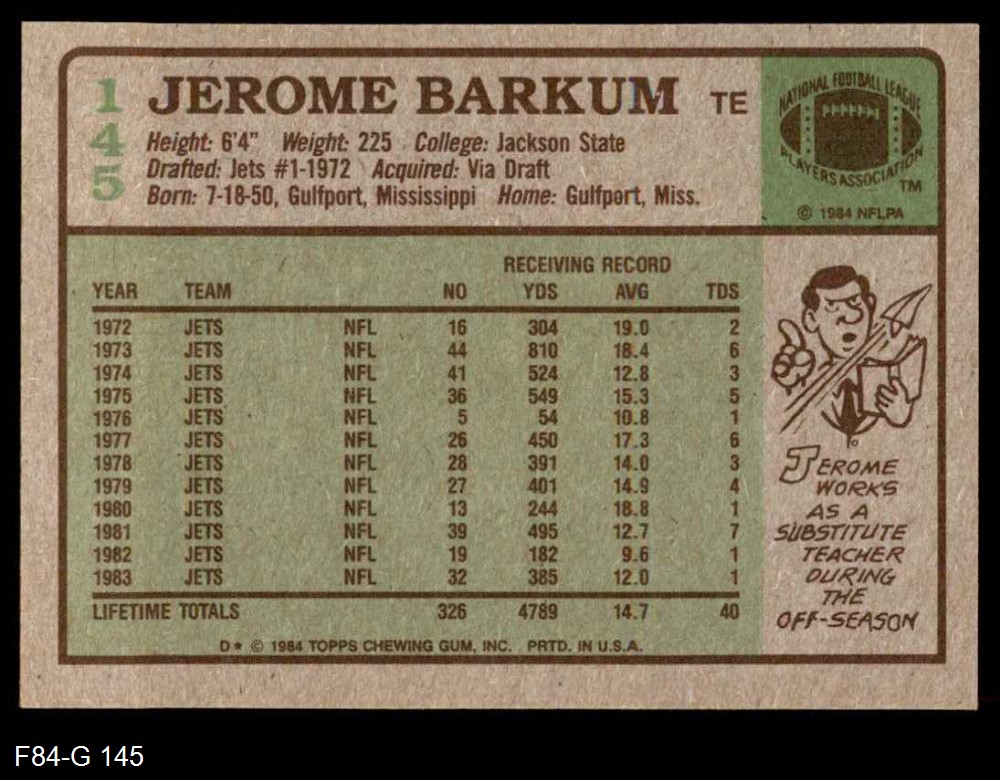 145
JEROME BARKUM TE
Height: 6'4" Weight: 225 College: Jackson State
Drafted: Jets #1-1972 Acquired: Via Draft
Born: 7-18-50, Gulfport, Mississippi Home: Gulfport, Miss.
NATIONAL FOOTBALL LEAGUE
PLAYERS ASSOCIATION
TM
© 1984 NFLPA
RECEIVING RECORD
YEAR TEAM NO YDS AVG TDS
1972 JETS NFL 16 304 19.0 2
1973 JETS NFL 44 810 18.4 6
1974 JETS NFL 41 524 12.8 3
1975 JETS NFL 36 549 15.3 5
1976 JETS NFL 5 54 10.8 1
1977 JETS NFL 26 450 17.3 6
1978 JETS NFL 28 391 14.0 3
1979 JETS NFL 27 401 14.9 4
1980 JETS NFL 13 244 18.8 1
1981 JETS NFL 39 495 12.7 7
1982 JETS NFL 19 182 9.6 1
1983 JETS NFL 32 385 12.0 1
LIFETIME TOTALS 326 4789 14.7 40
D* © 1984 TOPPS CHEWING GUM, INC. PRTD. IN U.S.A.
JEROME
WORKS
AS A
SUBSTITUTE
TEACHER
DURING
THE
OFF-SEASON
F84-G 145